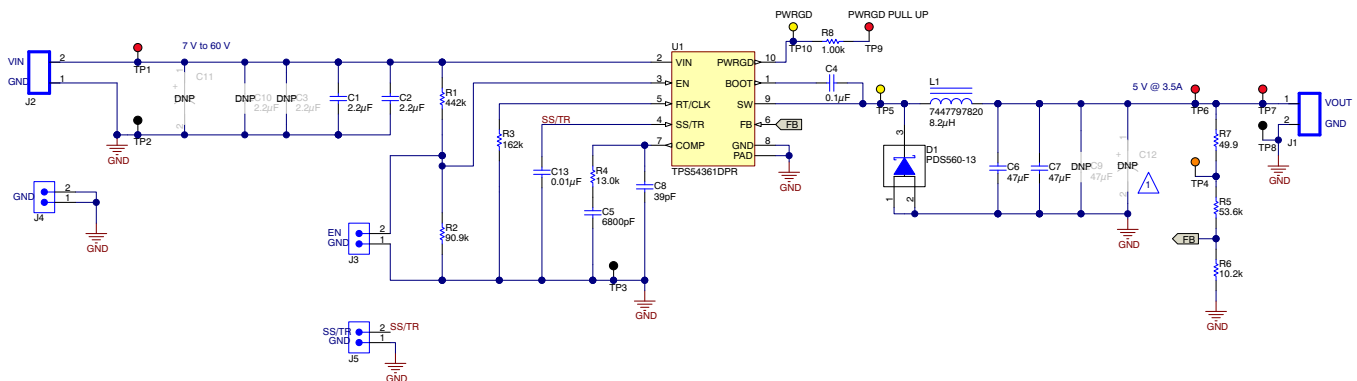 PWRGD
PWRGD PULL UP
TP10
R8
1.00k
TP9
VIN
GND
2
1
J2
TP1
7 V to 60 V
C11
DNP
+
1
2
DNP
C10
2.2µF
DNP
C3
2.2µF
C1
2.2µF
C2
2.2µF
TP2
GND
R1
442k
R2
90.9k
R3
162k
SS/TR
C13
0.01µF
R4
13.0k
C5
6800pF
C8
39pF
U1
2
VIN
3
EN
5
RT/CLK
4
SS/TR
7
COMP
PWRGD
10
BOOT
1
SW
9
FB
6
GND
8
PAD
TPS54361DPR
FB
GND
C4
0.1µF
TP5
L1
7447797820
8.2µH
D1
PDS560-13
3
1
2
C6
47µF
C7
47µF
DNP
C9
47µF
DNP
C12
1
GND
5 V @ 3.5A
TP6
TP7
TP8
1
2
VOUT
GND
J1
GND
R7
49.9
TP4
R5
53.6k
FB
R6
10.2k
GND
GND
2
1
J4
GND
EN
GND
2
1
J3
TP3
GND
SS/TR
GND
2
1
SS/TR
J5
GND